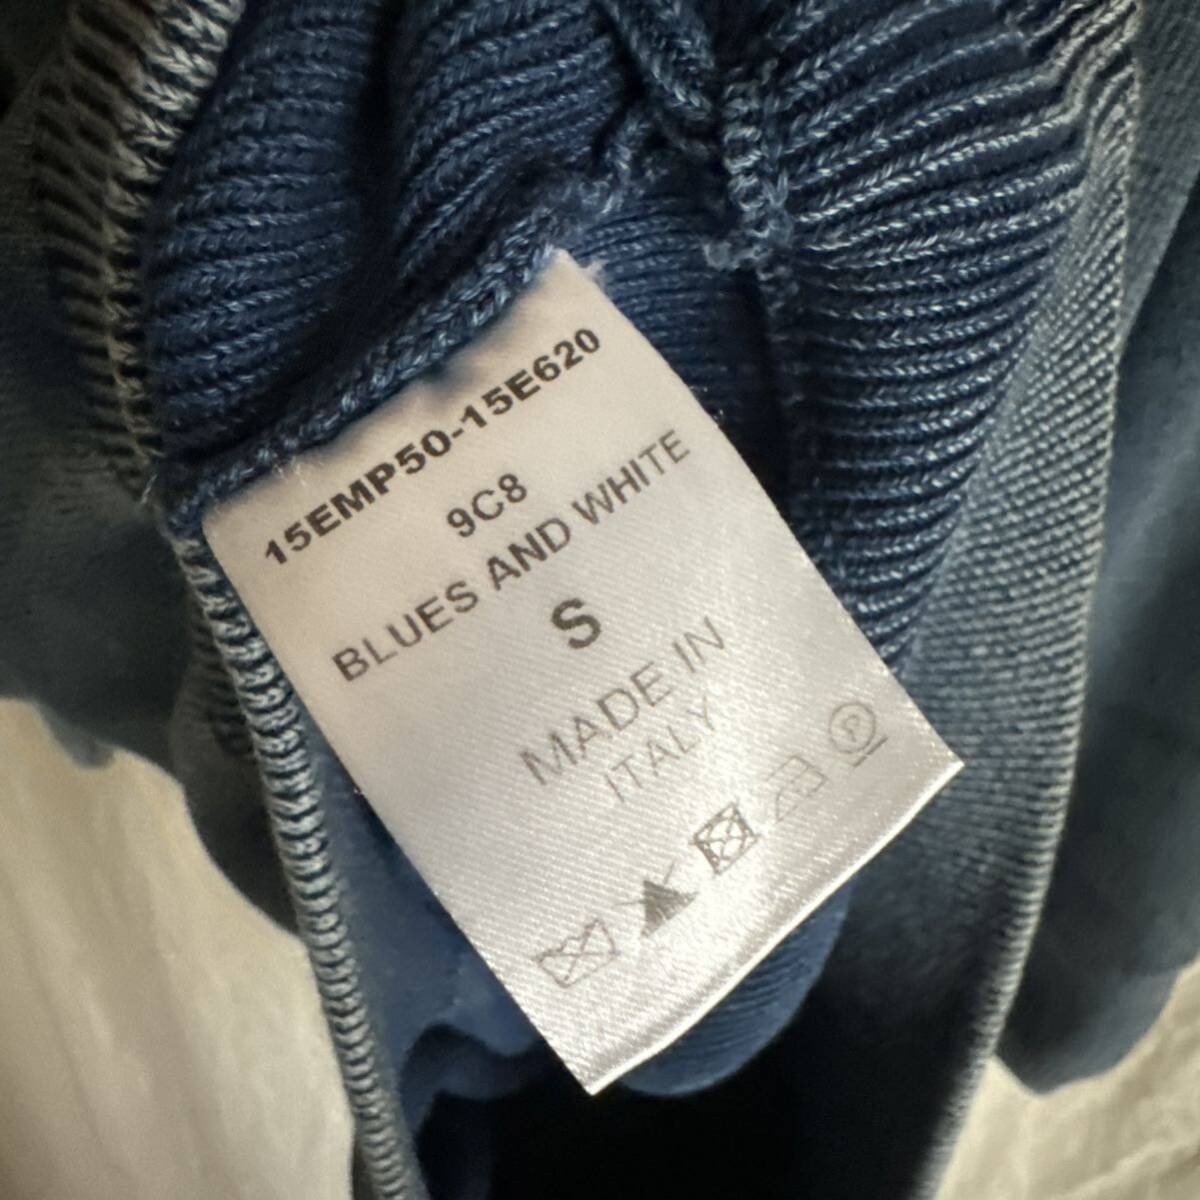 15EMP50-15E620
9C8
BLUES AND WHITE
S
MADE IN
ITALY
P